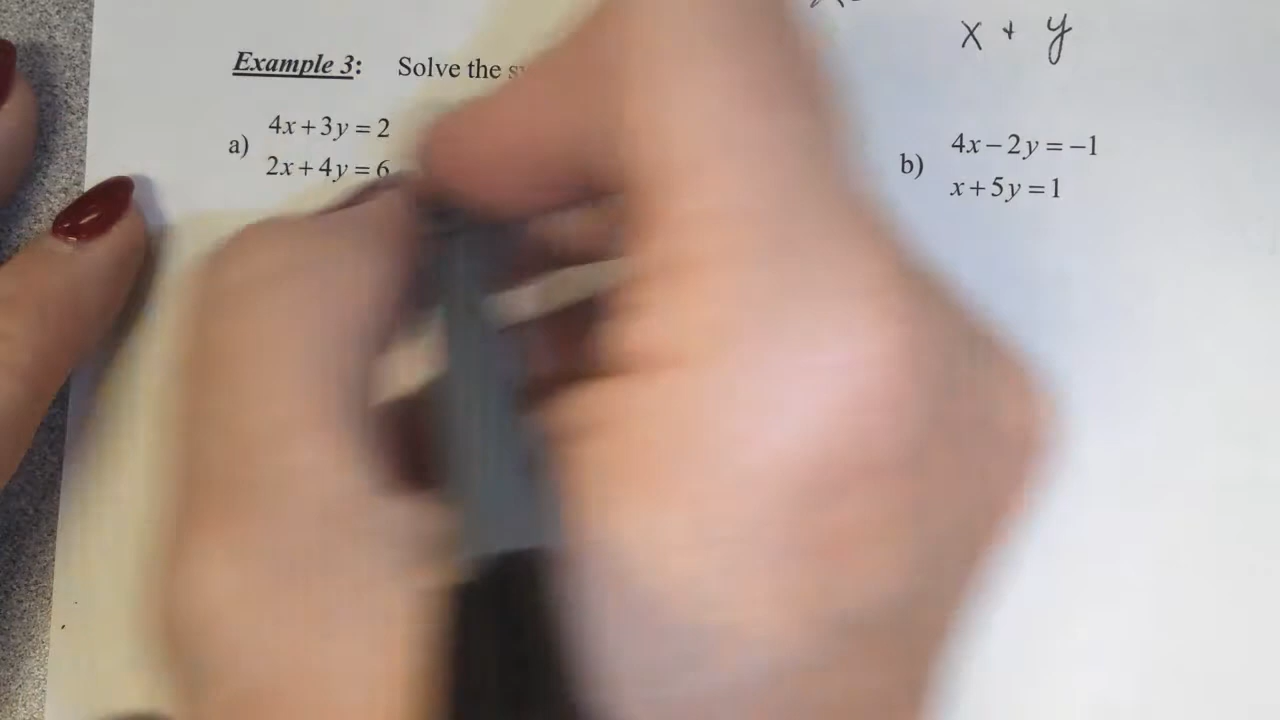 x + y
Example 3: Solve the
a)
4x+3y=2
2x+4y=6
b)
4x−2y=−1
x+5y=1